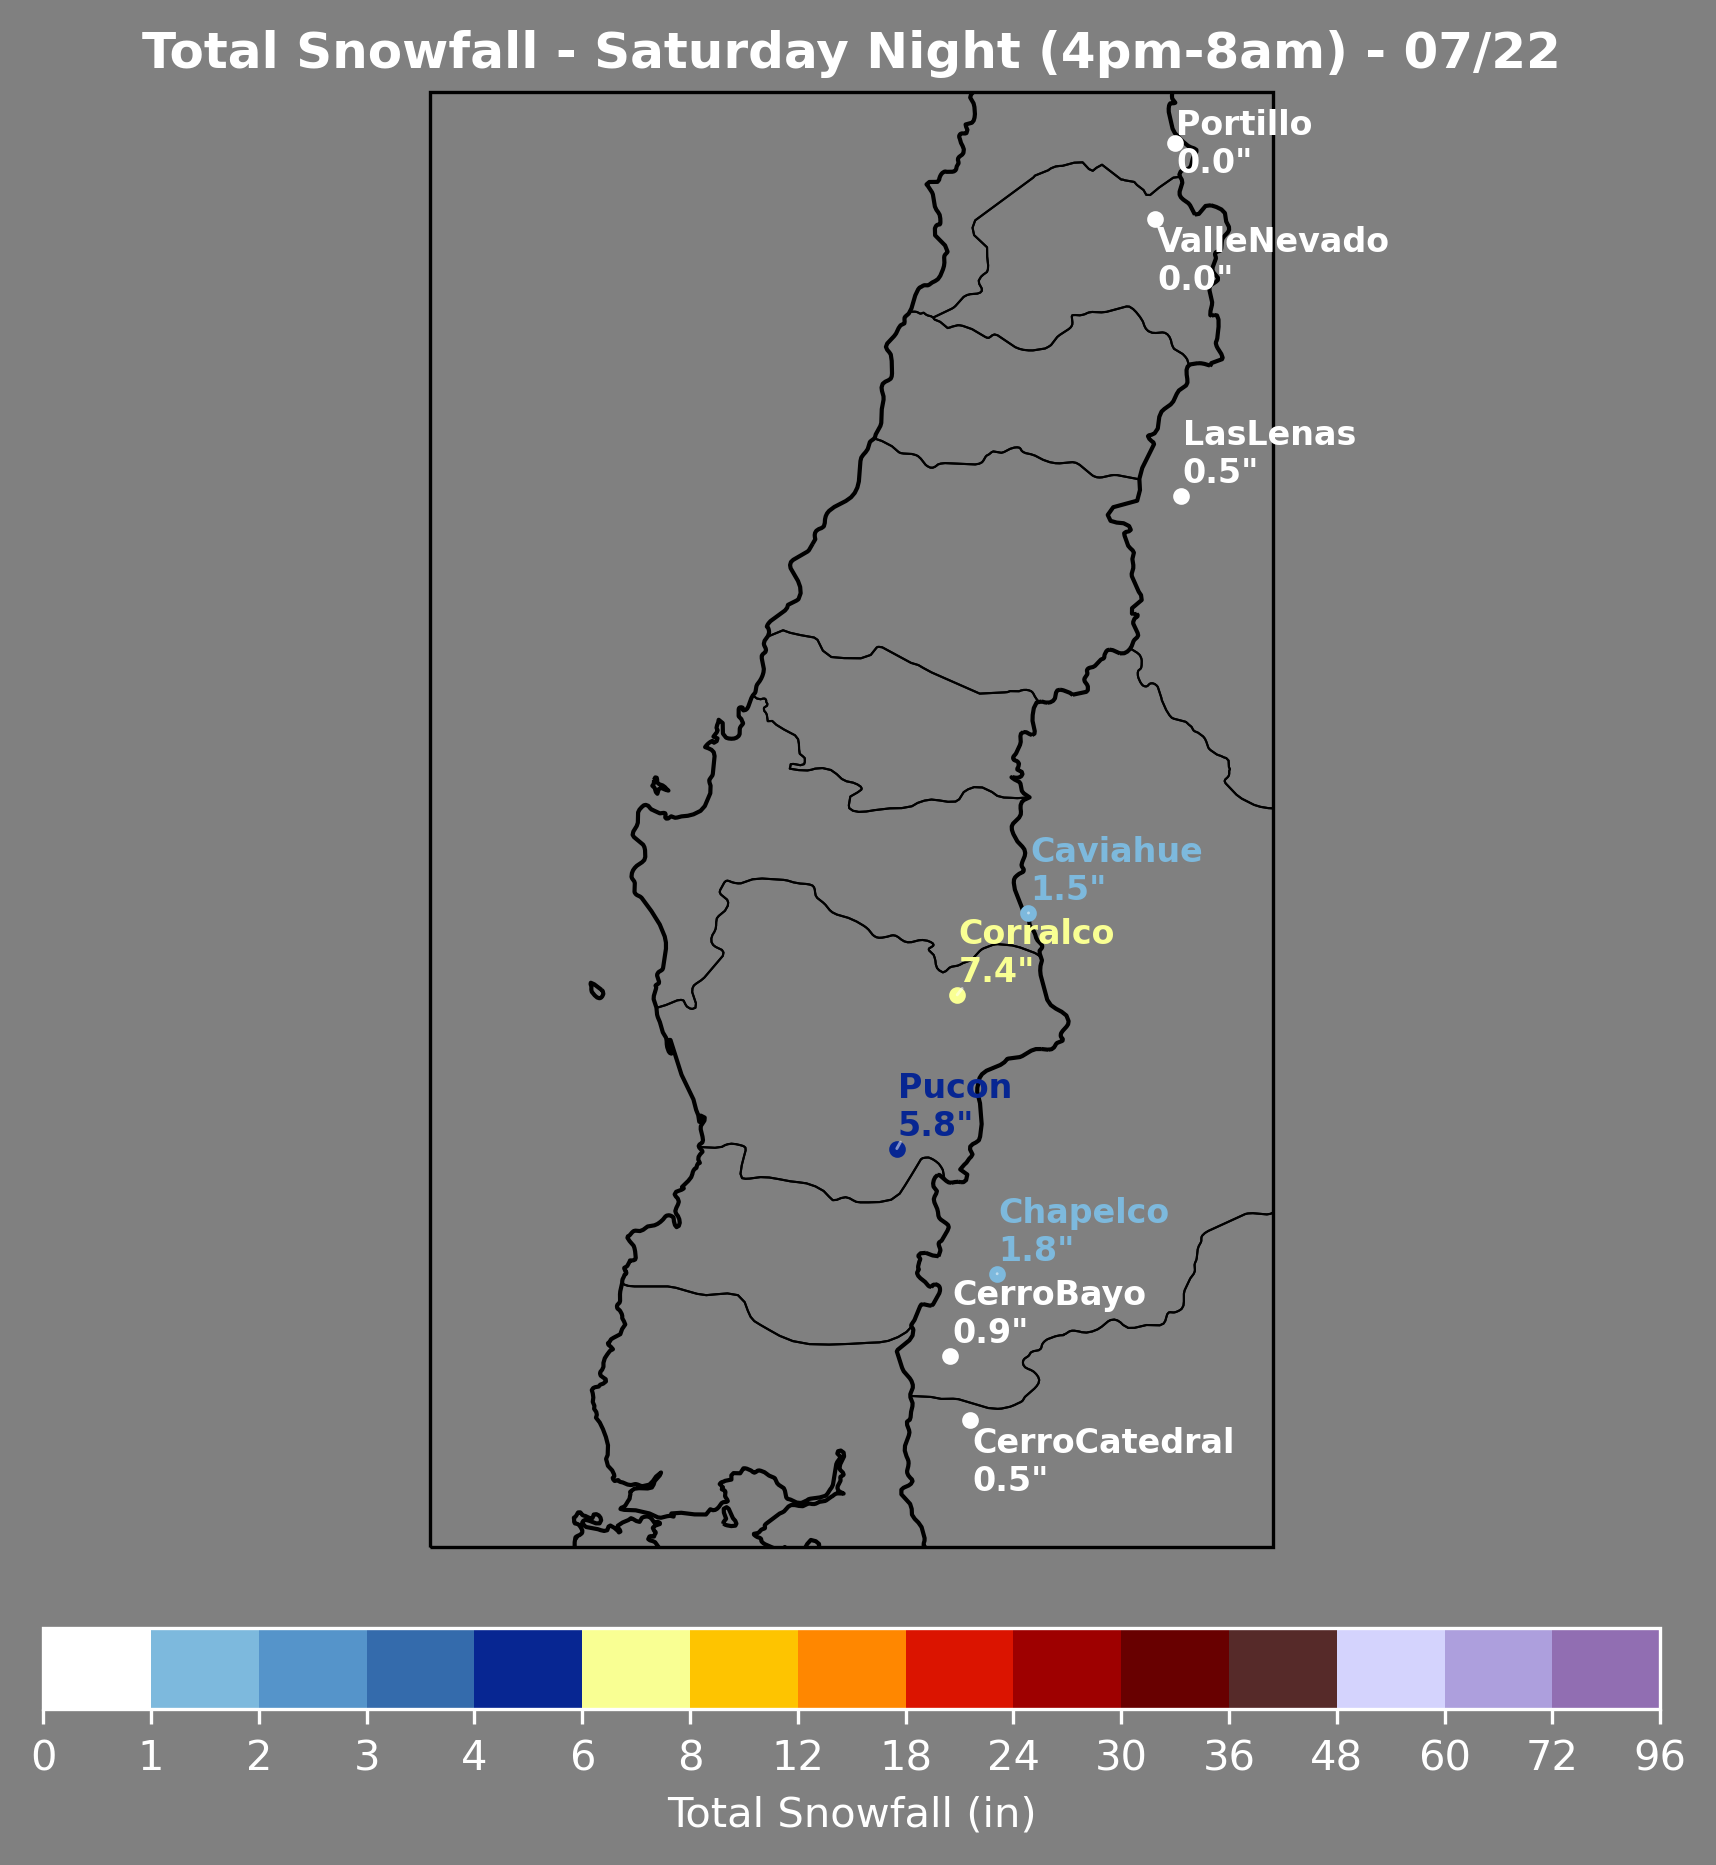 Total Snowfall - Saturday Night (4pm-8am) - 07/22
Portillo
0.0"
ValleNevado
0.0"
LasLenas
0.5"
Caviahue
1.5"
Corralco
7.4"
Pucon
5.8"
Chapelco
1.8"
CerroBayo
0.9"
CerroCatedral
0.5"
0 1 2 3 4 6 8 12 18 24 30 36 48 60 72 96
Total Snowfall (in)